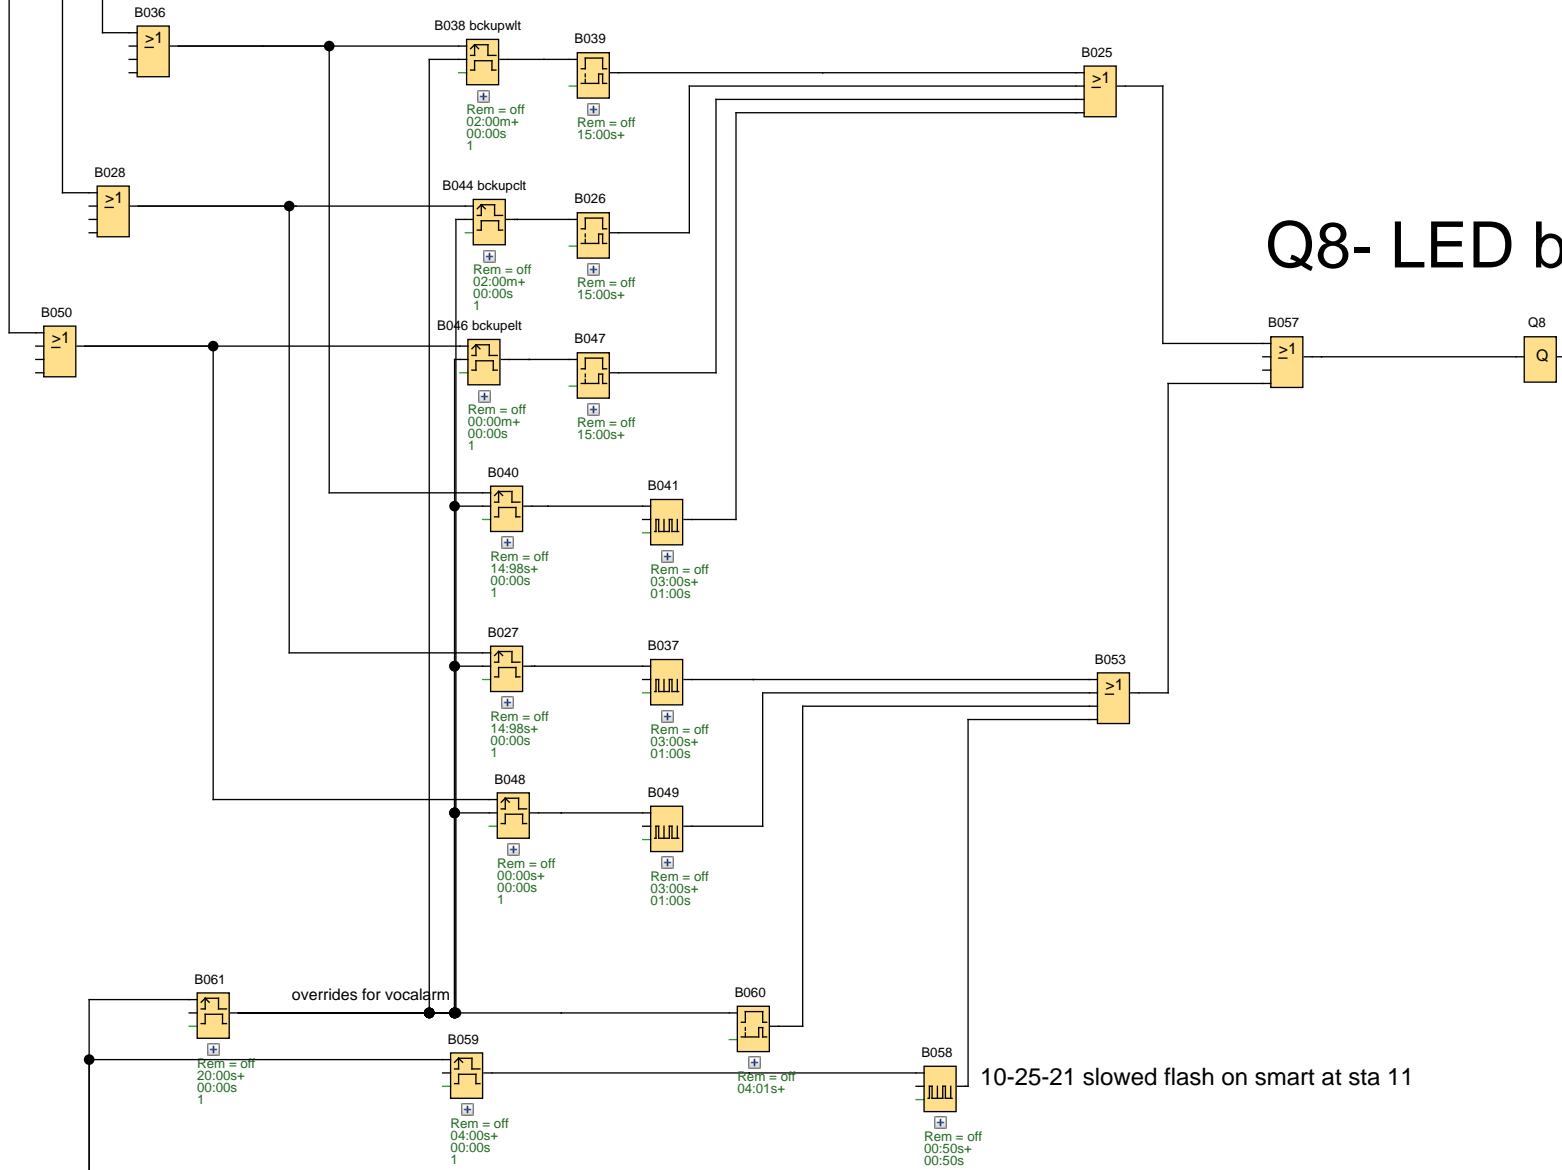 B036
≥1
B038 bckupwlt
Rem = off
02:00m+
00:00s
1
B039
Rem = off
15:00s+
B025
≥1
B028
≥1
B044 bckupclt
Rem = off
02:00m+
00:00s
1
B026
Rem = off
15:00s+
Q8- LED b
B050
≥1
B046 bckupelt
Rem = off
00:00m+
00:00s
1
B047
Rem = off
15:00s+
B057
≥1
Q8
Q
B040
Rem = off
14:98s+
00:00s
1
B041
Rem = off
03:00s+
01:00s
B027
Rem = off
14:98s+
00:00s
1
B037
Rem = off
03:00s+
01:00s
B053
≥1
B048
Rem = off
00:00s+
00:00s
1
B049
Rem = off
03:00s+
01:00s
B061
Rem = off
20:00s+
00:00s
1
overrides for vocalarm
B060
Rem = off
04:01s+
B059
Rem = off
04:00s+
00:00s
1
B058
Rem = off
00:50s+
00:50s
10-25-21 slowed flash on smart at sta 11